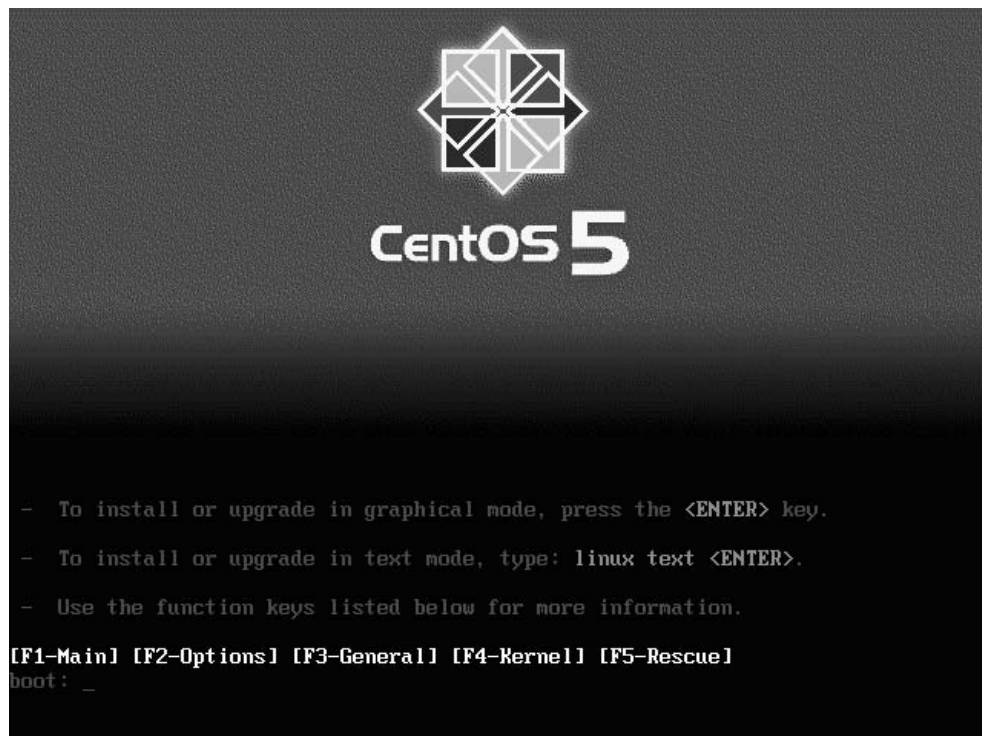 CentOS 5
- To install or upgrade in graphical mode, press the <ENTER> key.
- To install or upgrade in text mode, type: linux text <ENTER>.
- Use the function keys listed below for more information.
[F1-Main] [F2-Options] [F3-General] [F4-Kernel] [F5-Rescue]
boot: _